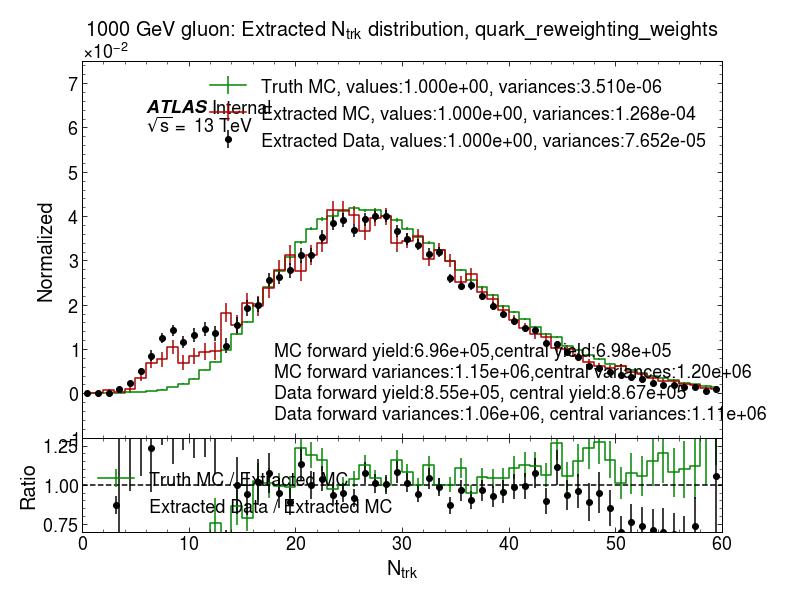 1000 GeV gluon: Extracted N_trk distribution, quark_reweighting_weights
×10⁻²
Truth MC, values:1.000e+00, variances:3.510e-06
ATLAS Internal
Extracted MC, values:1.000e+00, variances:1.268e-04
√s = 13 TeV
Extracted Data, values:1.000e+00, variances:7.652e-05
7
6
5
4
3
2
1
0
Normalized
MC forward yield:6.96e+05,central yield:6.98e+05
MC forward variances:1.15e+06,central variances:1.20e+06
Data forward yield:8.55e+05, central yield:8.67e+05
Data forward variances:1.06e+06, central variances:1.11e+06
1.25
1.00
0.75
Ratio
Truth MC / Extracted MC
Extracted Data / Extracted MC
0 10 20 30 40 50 60
N_trk